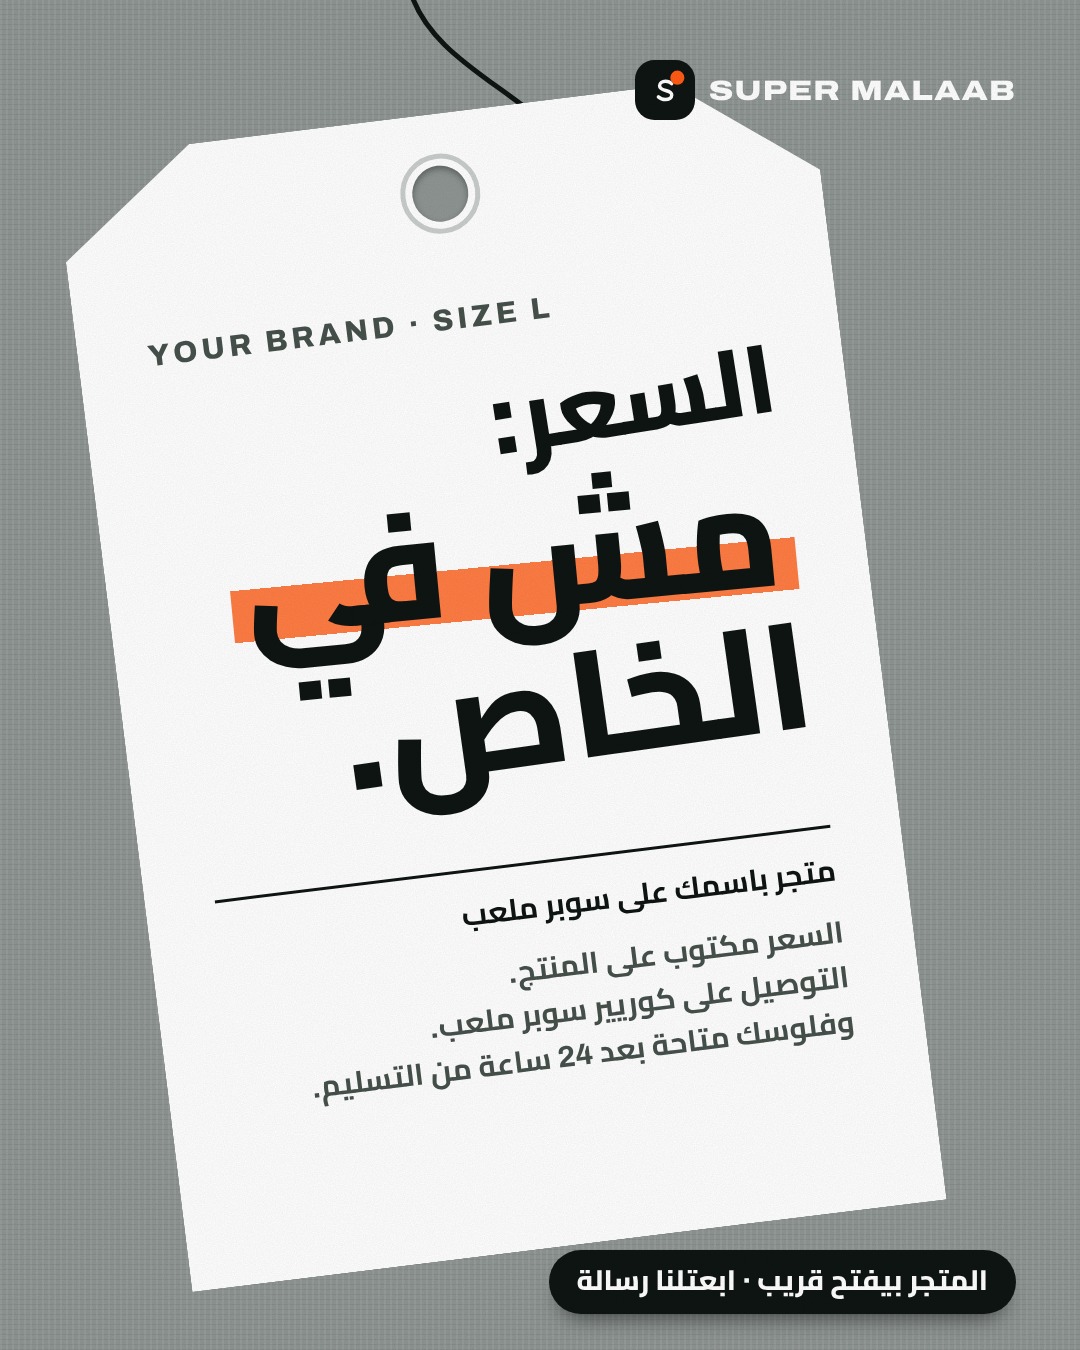 S SUPER MALAAB
YOUR BRAND · SIZE L
السعر:
مش في
الخاص.
متجر باسمك على سوبر ملعب
السعر مكتوب على المنتج.
التوصيل على كوريير سوبر ملعب.
وفلوسك متاحة بعد 24 ساعة من التسليم.
المتجر بيفتح قريب · ابعتلنا رسالة